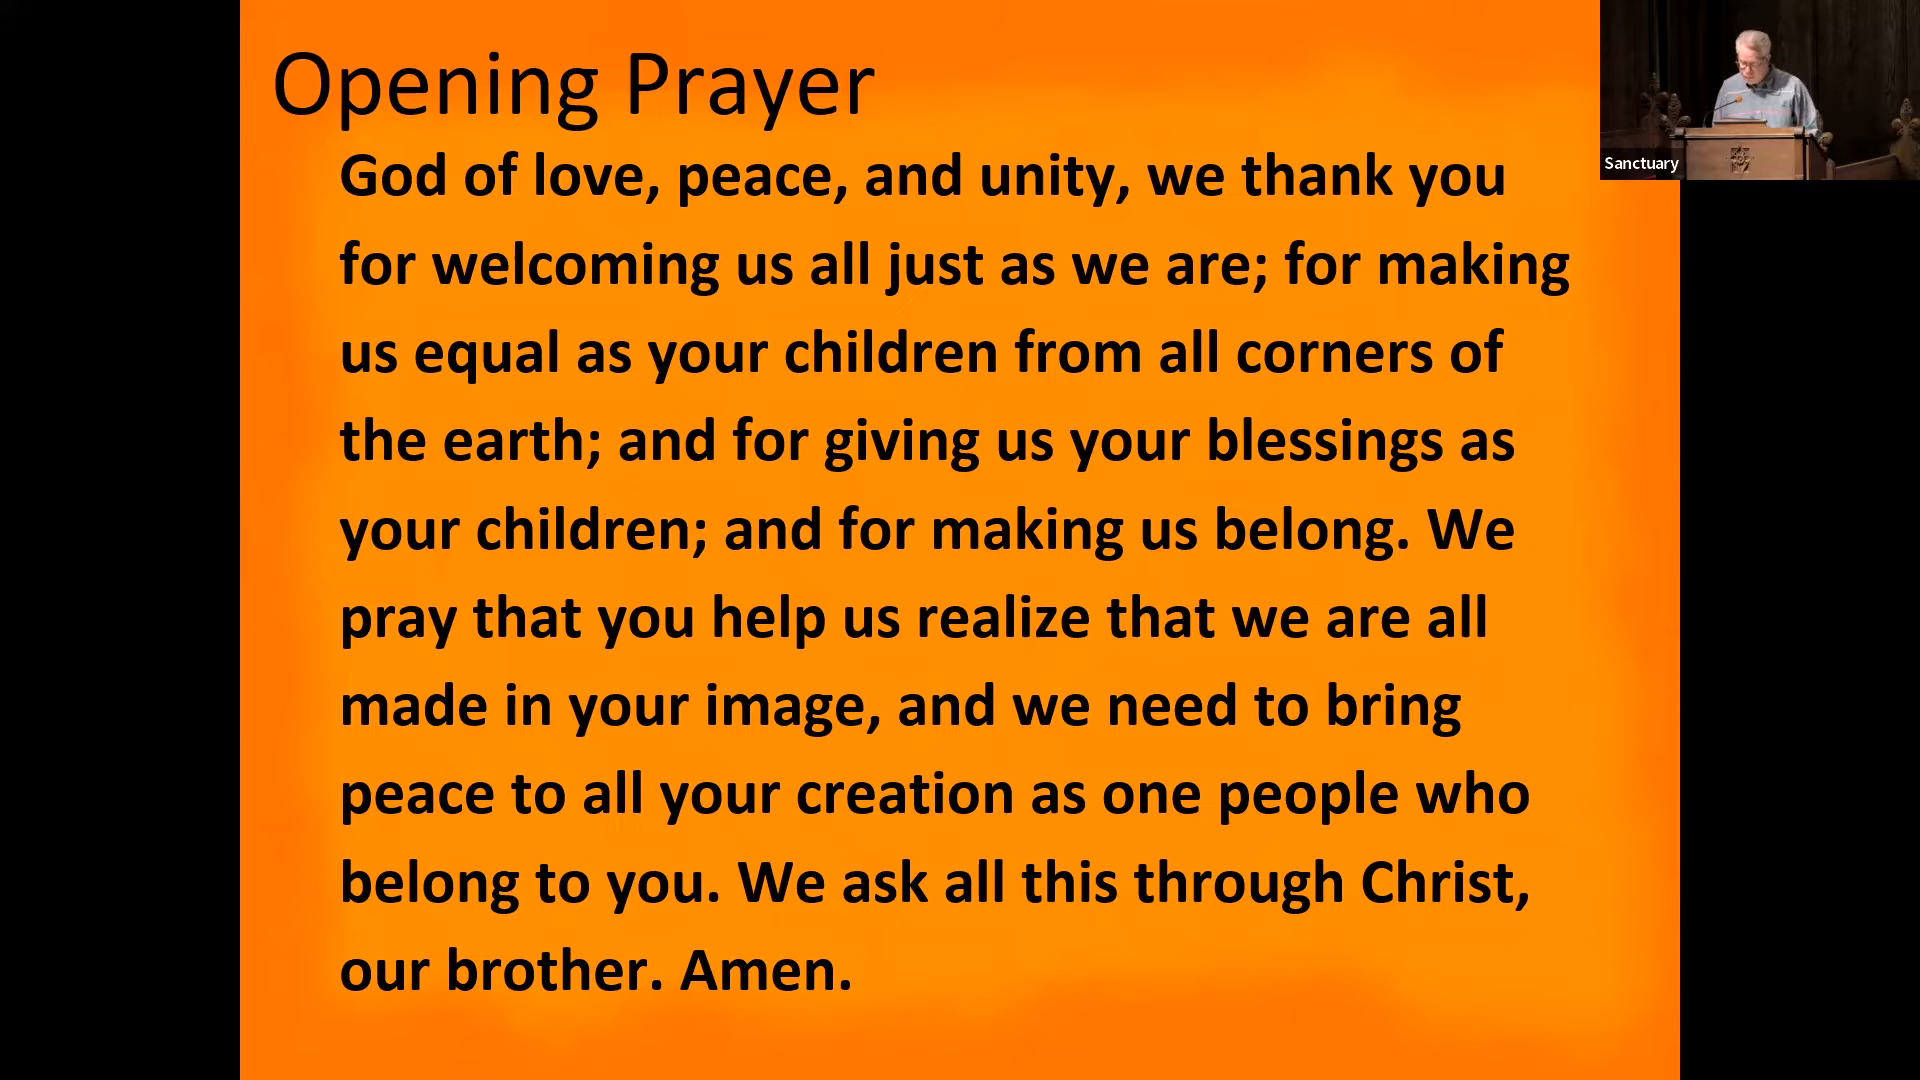 Opening Prayer
God of love, peace, and unity, we thank you
for welcoming us all just as we are; for making
us equal as your children from all corners of
the earth; and for giving us your blessings as
your children; and for making us belong. We
pray that you help us realize that we are all
made in your image, and we need to bring
peace to all your creation as one people who
belong to you. We ask all this through Christ,
our brother. Amen.
Sanctuary